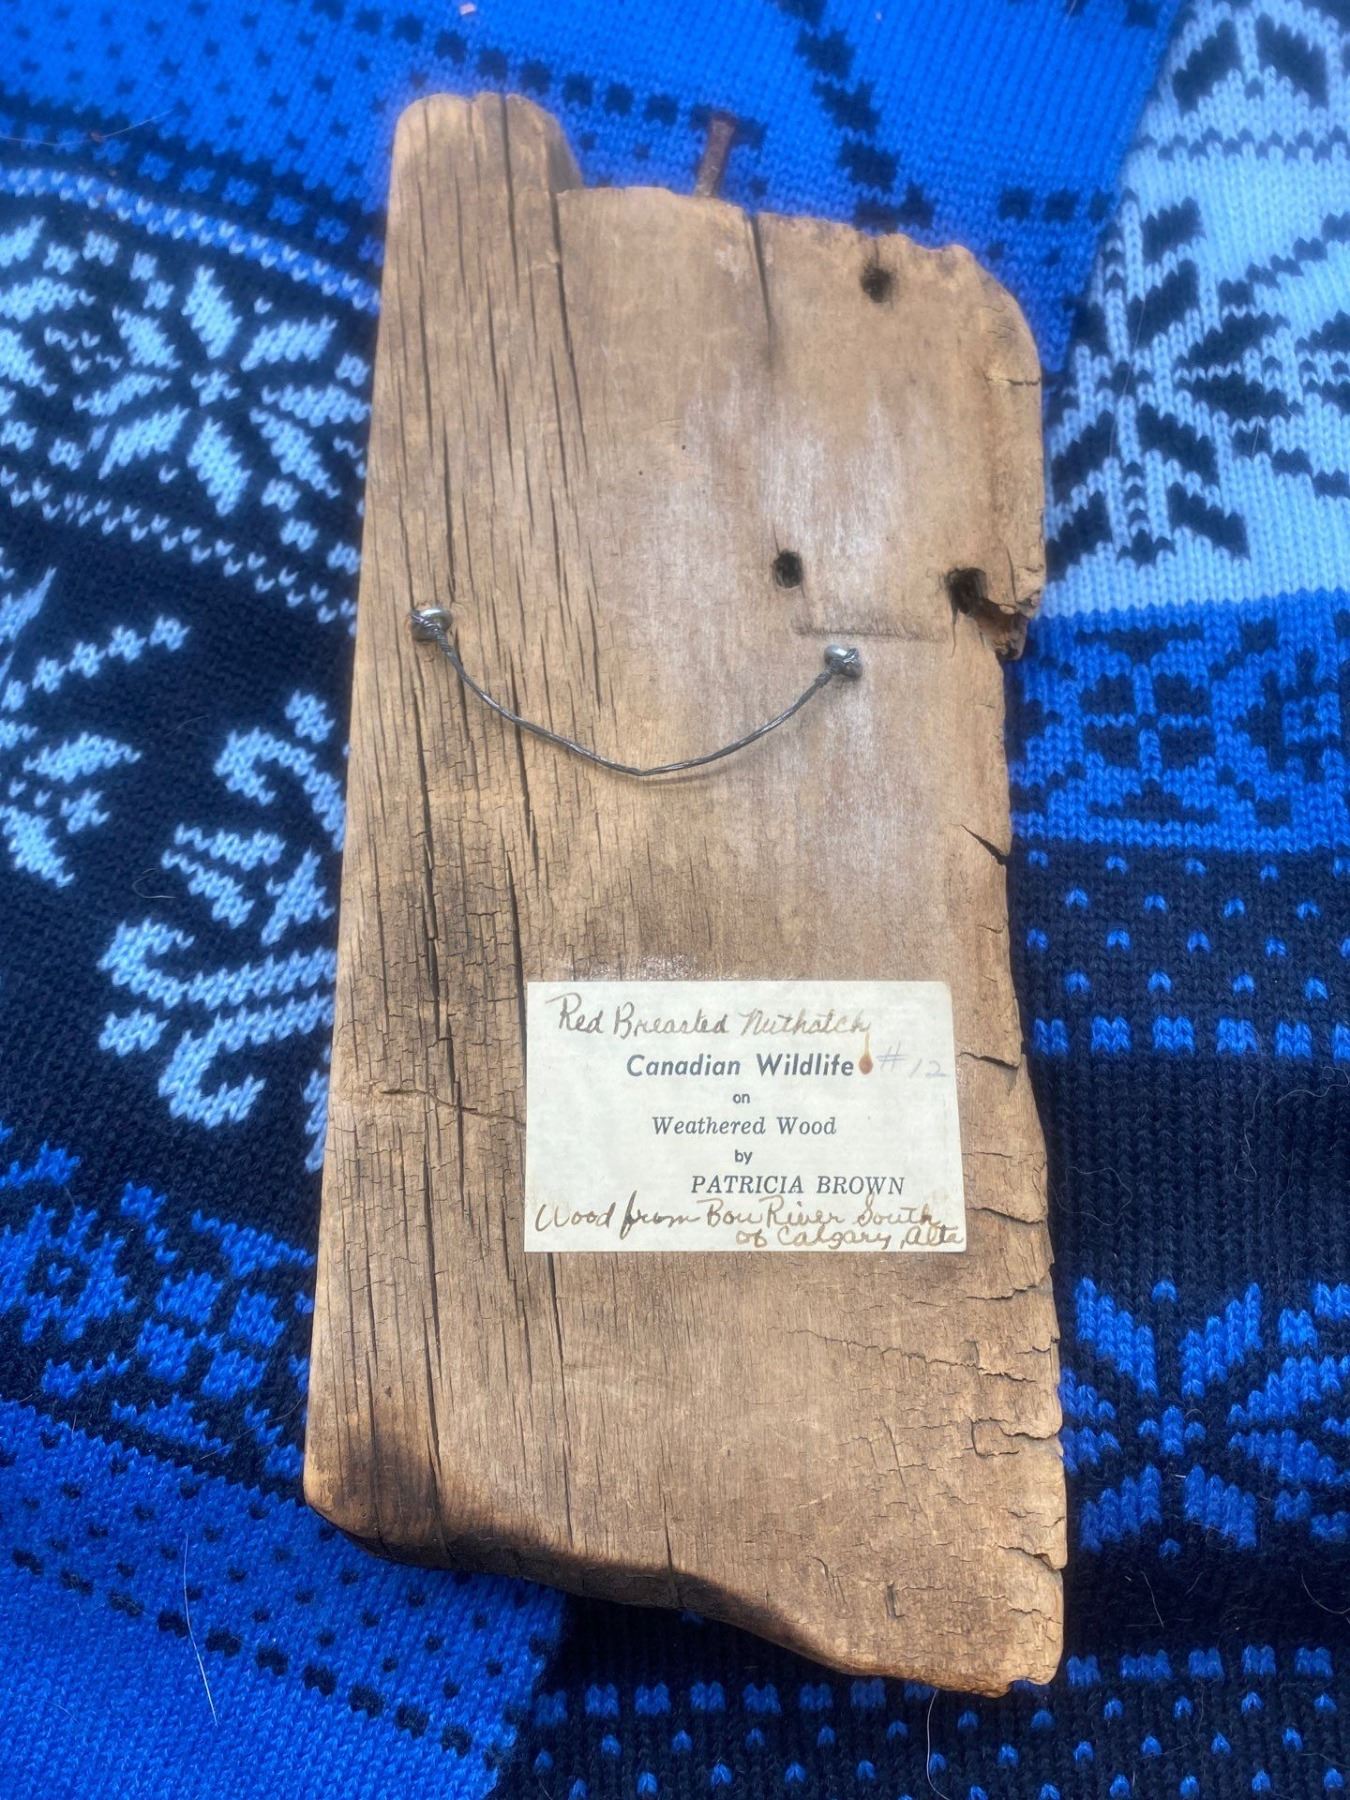 Red Breasted Nuthatch
Canadian Wildlife #12
on
Weathered Wood
by
PATRICIA BROWN
Wood from Bow River South
of Calgary, Alta